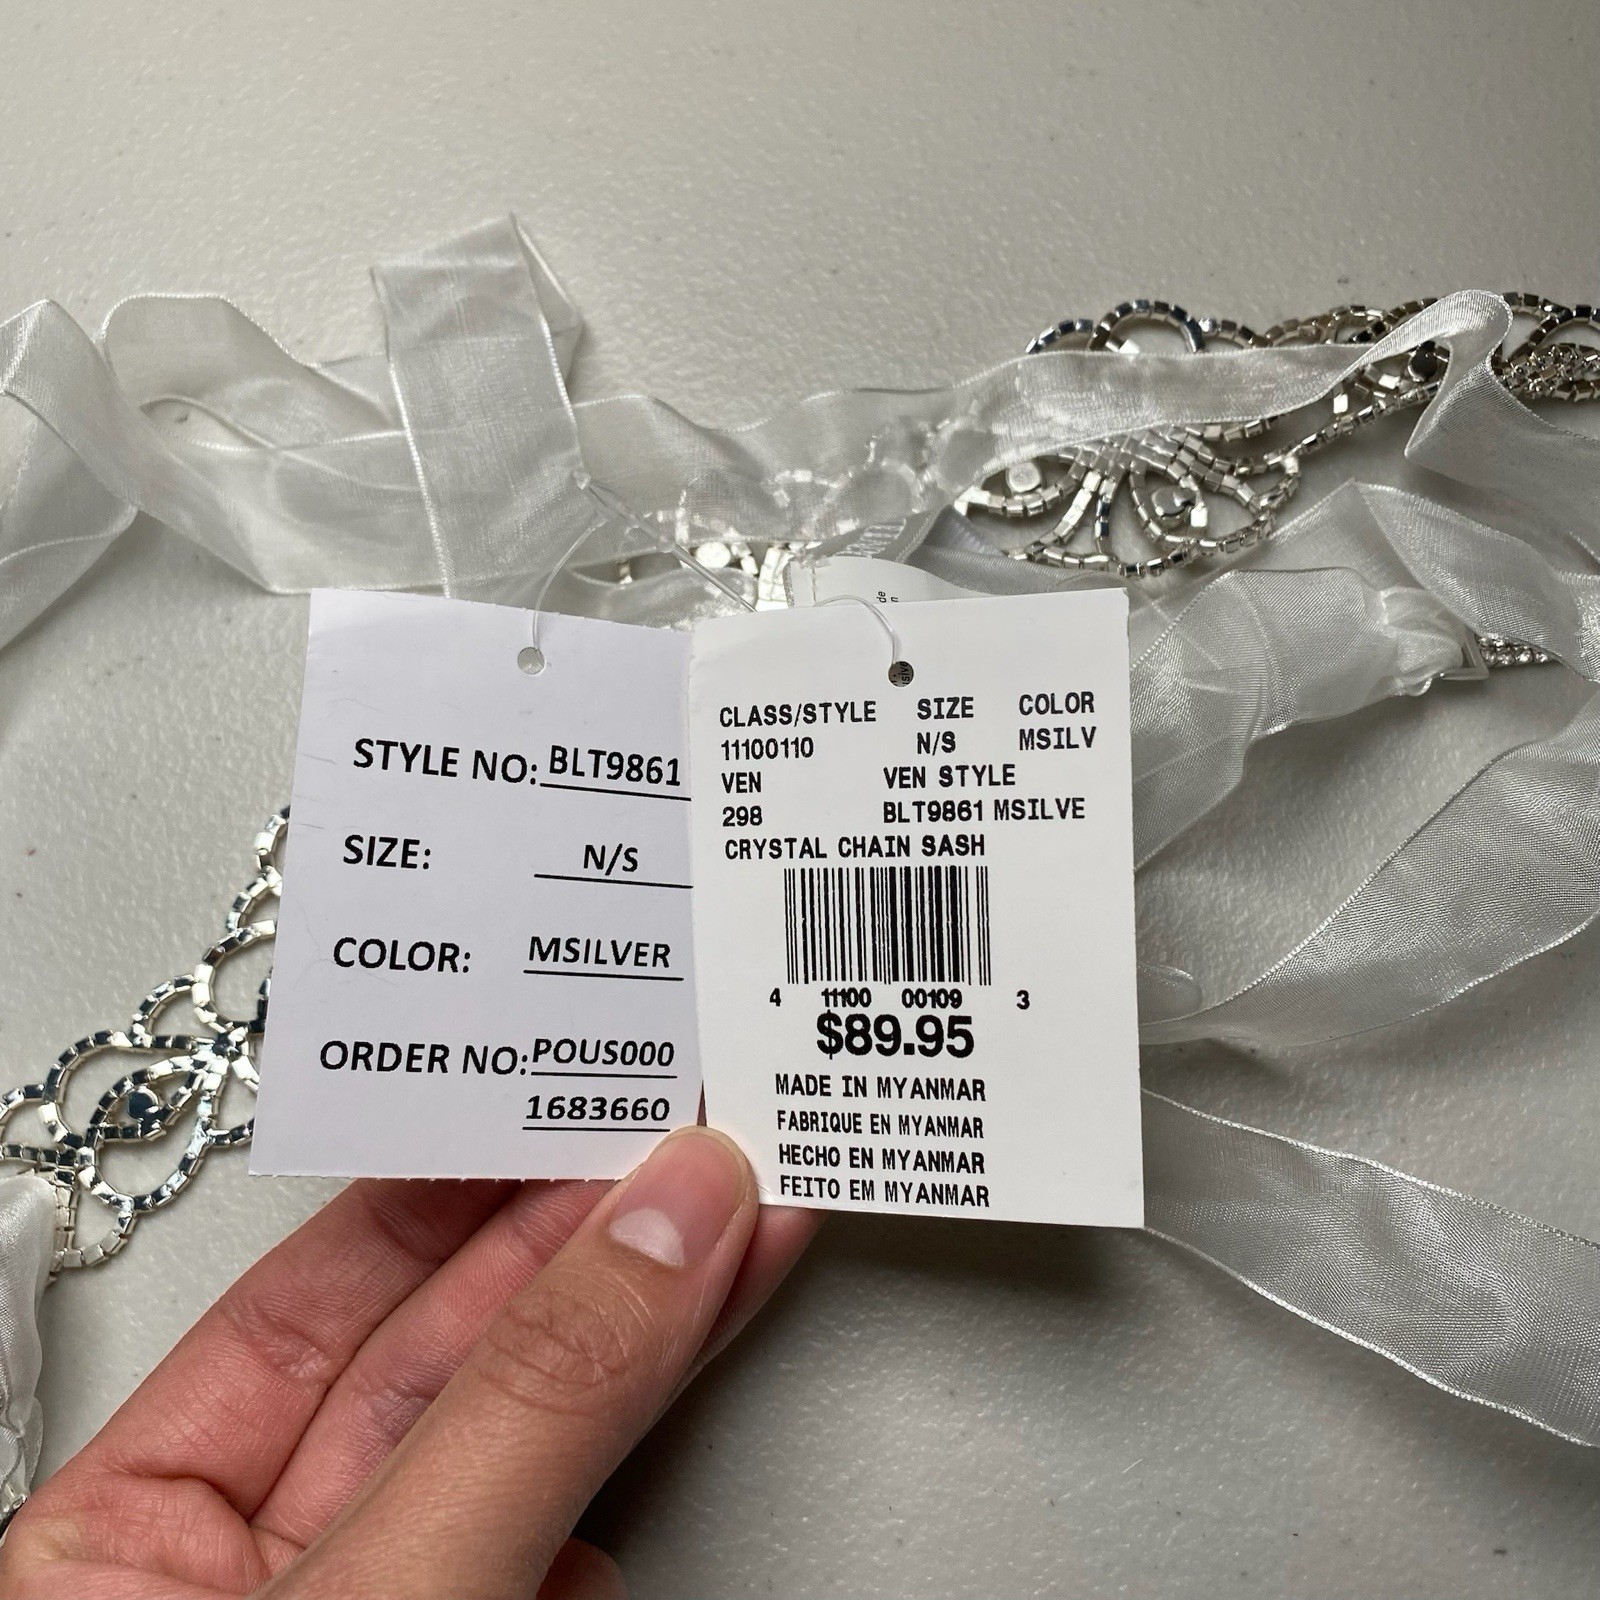 STYLE NO: BLT9861
SIZE: N/S
COLOR: MSILVER
ORDER NO: POUS000
1683660
CLASS/STYLE SIZE COLOR
11100110 N/S MSILV
VEN VEN STYLE
298 BLT9861 MSILVE
CRYSTAL CHAIN SASH
4 11100 00109 3
$89.95
MADE IN MYANMAR
FABRIQUE EN MYANMAR
HECHO EN MYANMAR
FEITO EM MYANMAR